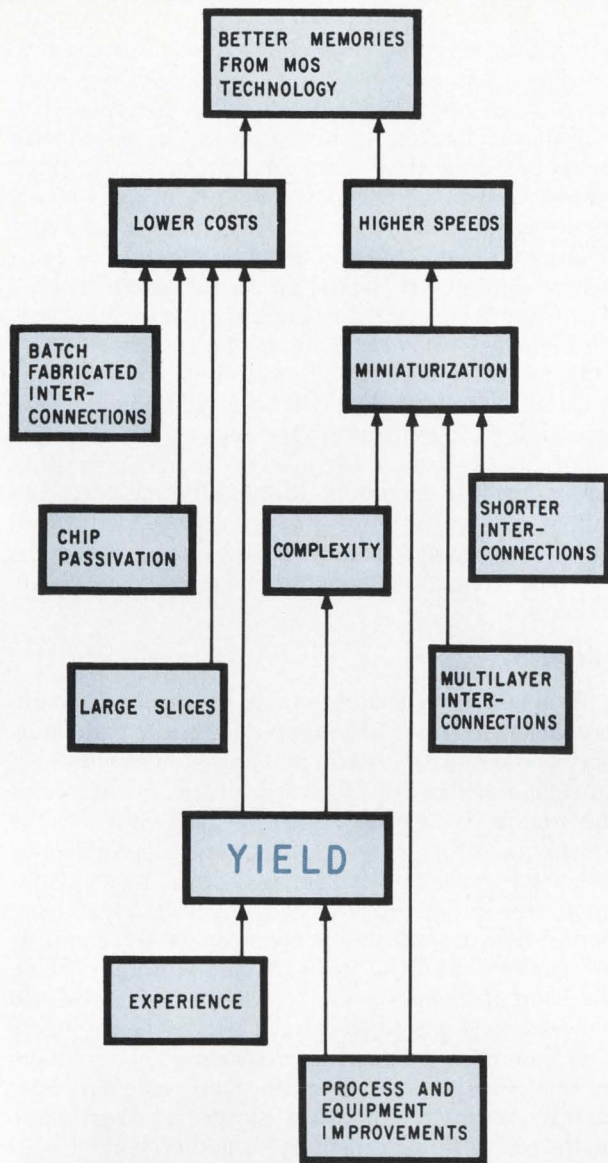 BETTER MEMORIES
FROM MOS
TECHNOLOGY
LOWER COSTS
HIGHER SPEEDS
BATCH
FABRICATED
INTER-
CONNECTIONS
MINIATURIZATION
CHIP
PASSIVATION
COMPLEXITY
SHORTER
INTER-
CONNECTIONS
LARGE SLICES
MULTILAYER
INTER-
CONNECTIONS
YIELD
EXPERIENCE
PROCESS AND
EQUIPMENT
IMPROVEMENTS